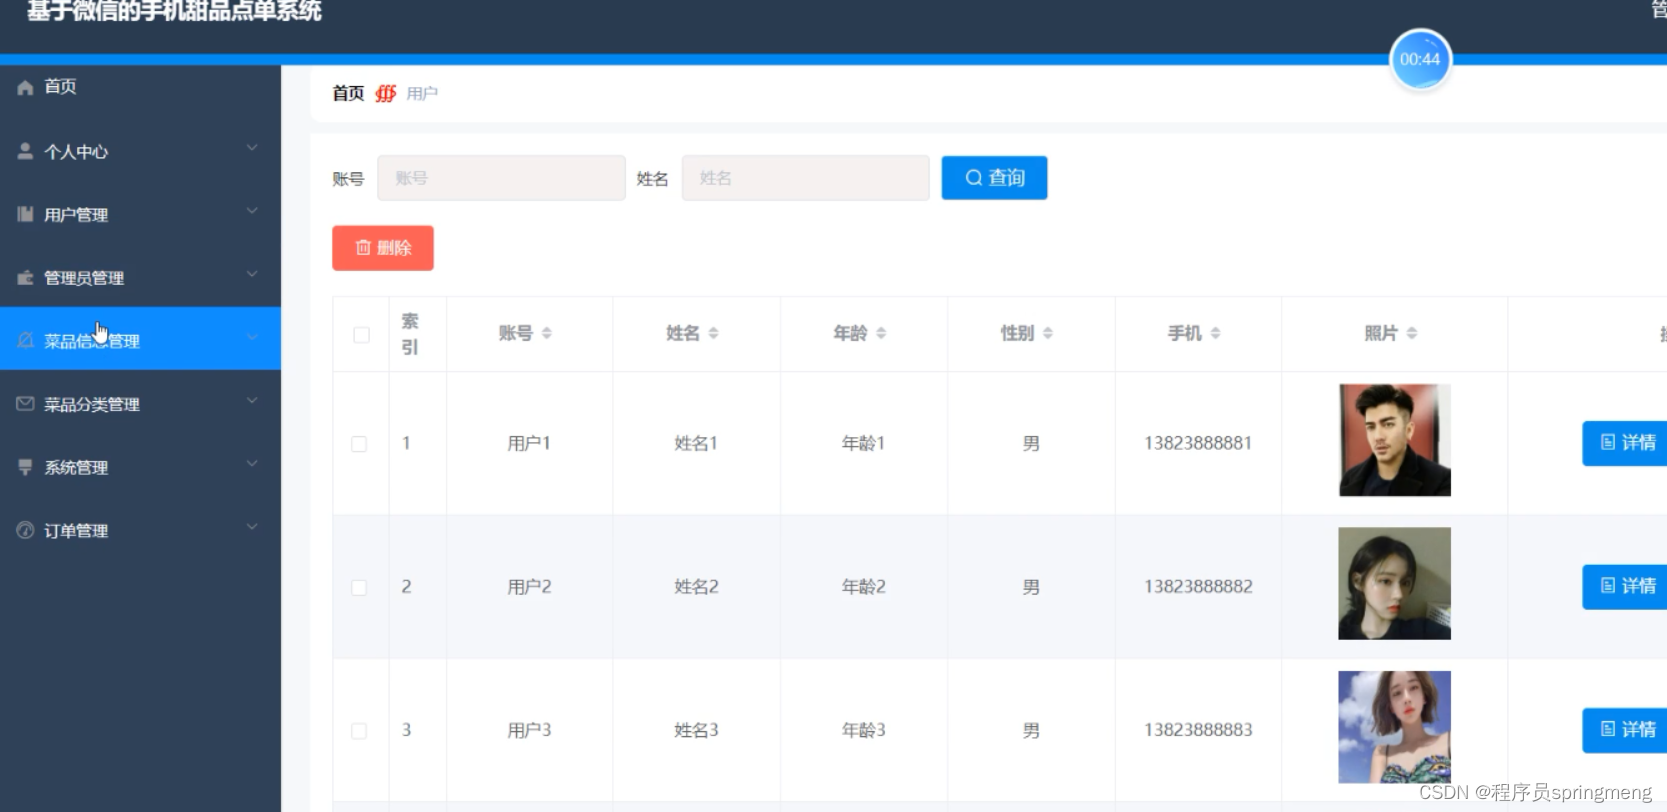 基于微信的手机甜品点单系统
管
00:44
首页
个人中心
用户管理
管理员管理
菜品信息管理
菜品分类管理
系统管理
订单管理
首页 用户
账号 账号 姓名 姓名 查询
删除
索引 账号 姓名 年龄 性别 手机 照片
1 用户1 姓名1 年龄1 男 13823888881 详情
2 用户2 姓名2 年龄2 男 13823888882 详情
3 用户3 姓名3 年龄3 男 13823888883 详情
CSDN @程序员springmeng